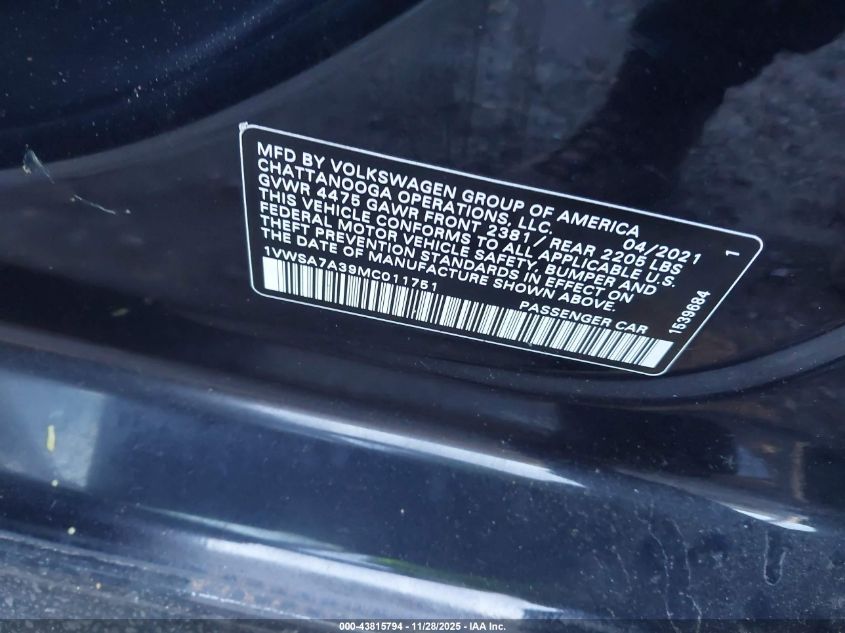 MFD BY VOLKSWAGEN GROUP OF AMERICA
CHATTANOOGA OPERATIONS, LLC. 04/2021 1
GVWR 4475 GAWR FRONT 2381 / REAR 2205 LBS
THIS VEHICLE CONFORMS TO ALL APPLICABLE U.S.
FEDERAL MOTOR VEHICLE SAFETY, BUMPER AND
THEFT PREVENTION STANDARDS IN EFFECT ON
THE DATE OF MANUFACTURE SHOWN ABOVE.
1VWSA7A39MC011751 PASSENGER CAR
1539684
000-43815794 - 11/28/2025 - IAA Inc.